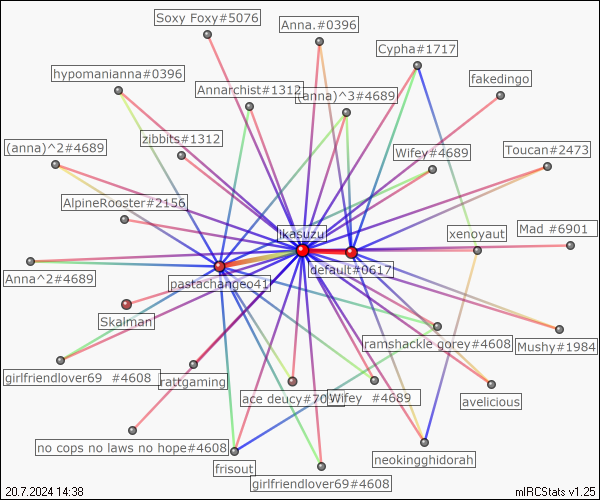 Soxy Foxy#5076
Anna.#0396
Cypha#1717
hypomanianna#0396
fakedingo
Annarchist#1312
(anna)^3#4689
zibbits#1312
(anna)^2#4689
Wifey#4689
Toucan#2473
AlpineRooster#2156
Mad #6901
ikasuzu
xenoyaut
default#0617
Anna^2#4689
pastachangeo41
Skalman
ramshackle gorey#4608
Mushy#1984
girlfriendlover69 #4608
rattgaming
ace deucy#70
Wifey #4689
avelicious
no cops no laws no hope#4608
frisout
neokingghidorah
girlfriendlover69#4608
20.7.2024 14:38
mIRCStats v1.25